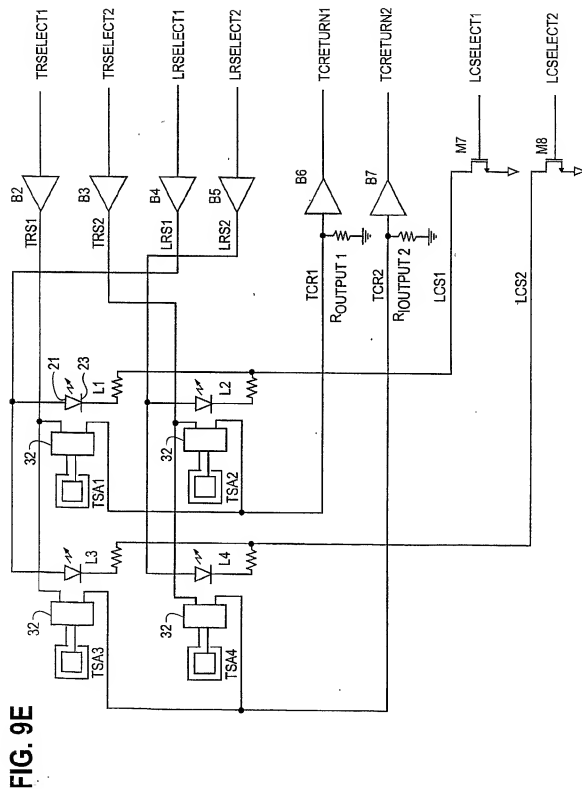 FIG. 9E
TRSELECT1
TRSELECT2
LRSELECT1
LRSELECT2
TCRETURN1
TCRETURN2
LCSELECT1
LCSELECT2
B2
B3
B4
B5
B6
B7
M7
M8
TRS1
TRS2
LRS1
LRS2
TCR1
ROUTPUT 1
TCR2
R|OUTPUT 2
LCS1
LCS2
21
23
L1
L2
32
TSA1
32
TSA2
L3
L4
32
TSA3
32
TSA4